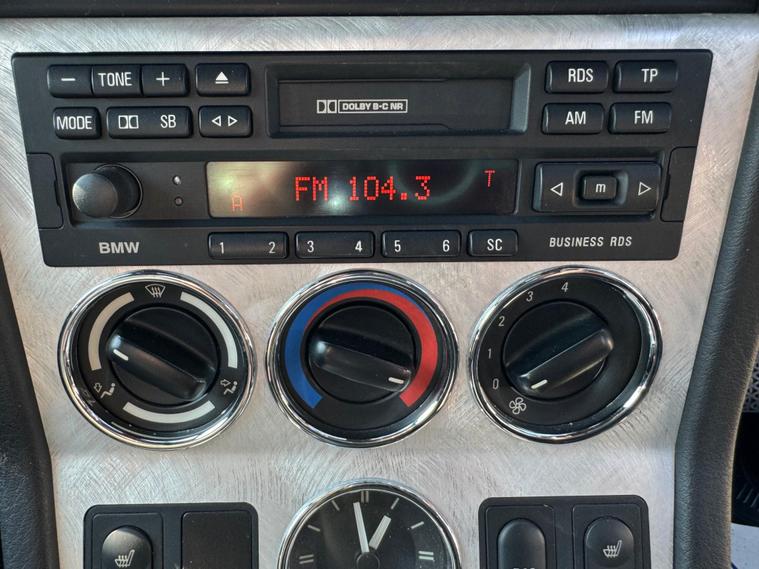 − TONE + RDS TP
DOLBY B-C NR
MODE SB AM FM
FM 104.3 T
A
m
BMW 1 2 3 4 5 6 SC BUSINESS RDS
4
3
2
1
0